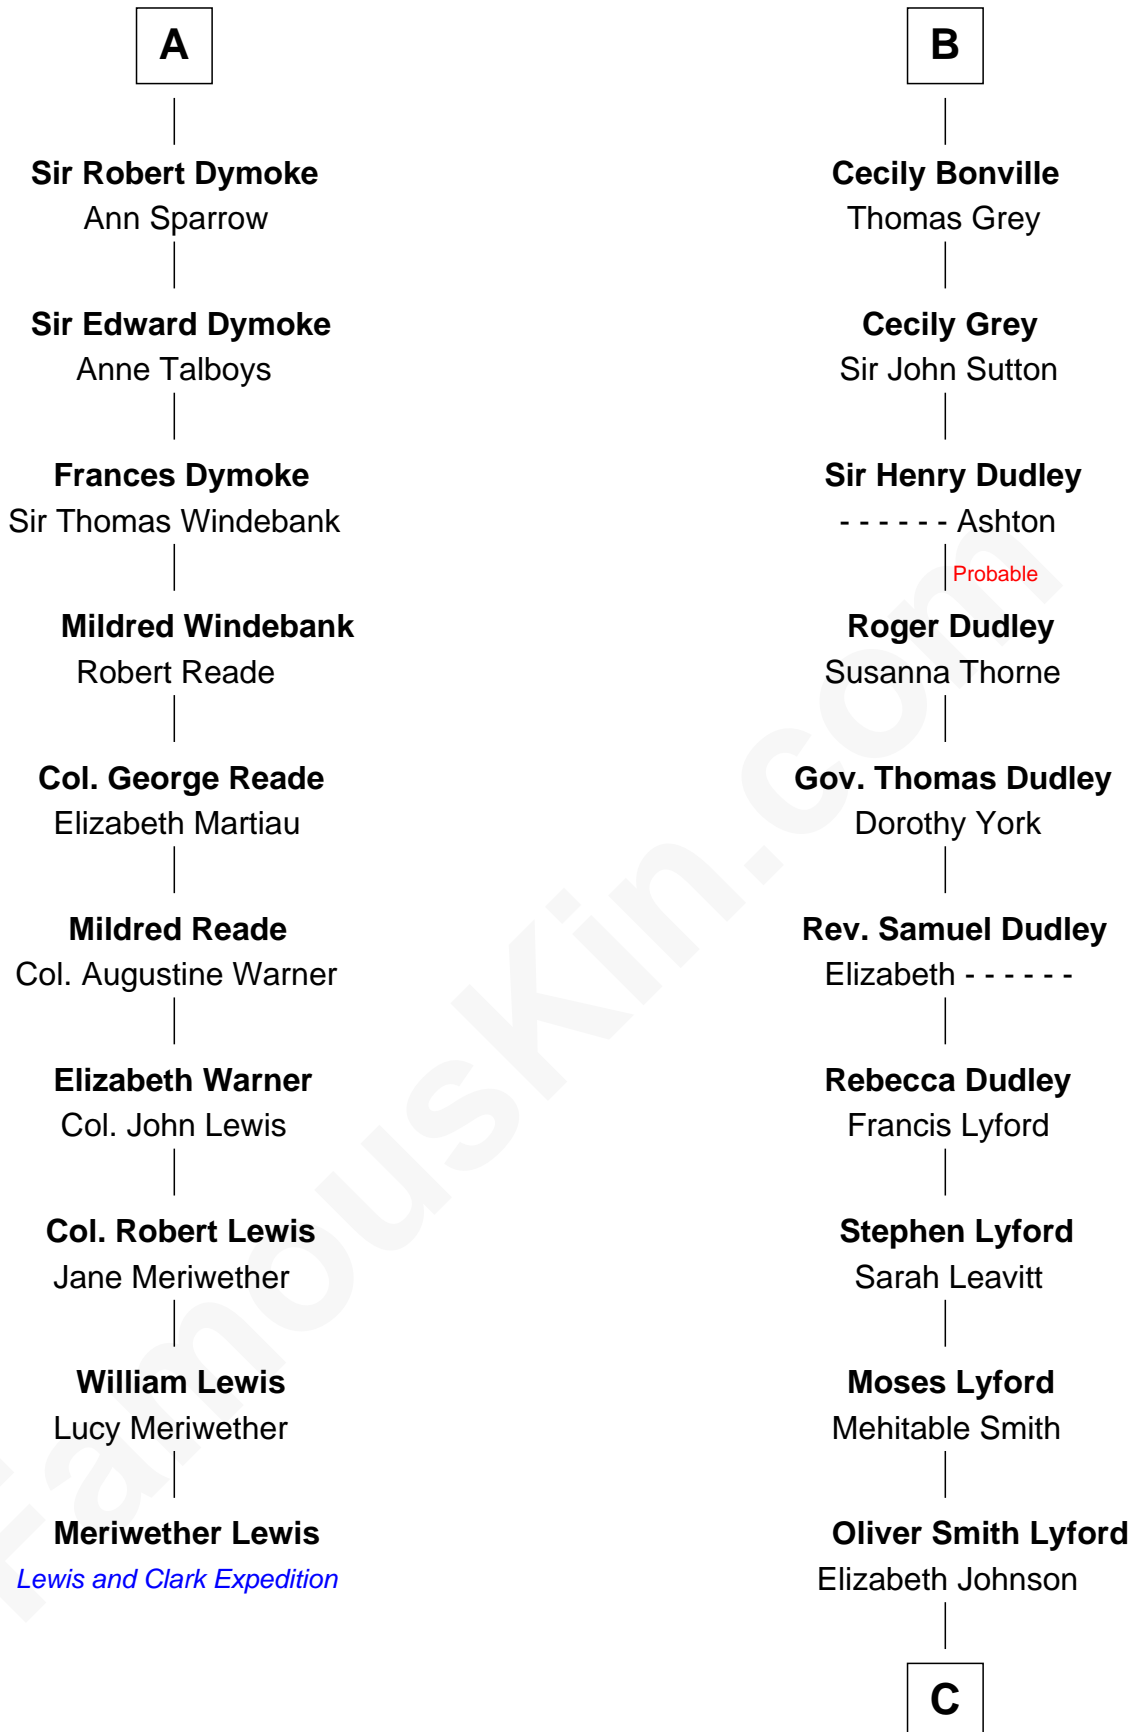 A
Sir Robert Dymoke
Ann Sparrow
Sir Edward Dymoke
Anne Talboys
Frances Dymoke
Sir Thomas Windebank
Mildred Windebank
Robert Reade
Col. George Reade
Elizabeth Martiau
Mildred Reade
Col. Augustine Warner
Elizabeth Warner
Col. John Lewis
Col. Robert Lewis
Jane Meriwether
William Lewis
Lucy Meriwether
Meriwether Lewis
Lewis and Clark Expedition
B
Cecily Bonville
Thomas Grey
Cecily Grey
Sir John Sutton
Sir Henry Dudley
- - - - - - Ashton
Probable
Roger Dudley
Susanna Thorne
Gov. Thomas Dudley
Dorothy York
Rev. Samuel Dudley
Elizabeth - - - - - -
Rebecca Dudley
Francis Lyford
Stephen Lyford
Sarah Leavitt
Moses Lyford
Mehitable Smith
Oliver Smith Lyford
Elizabeth Johnson
C
FamousKin.com